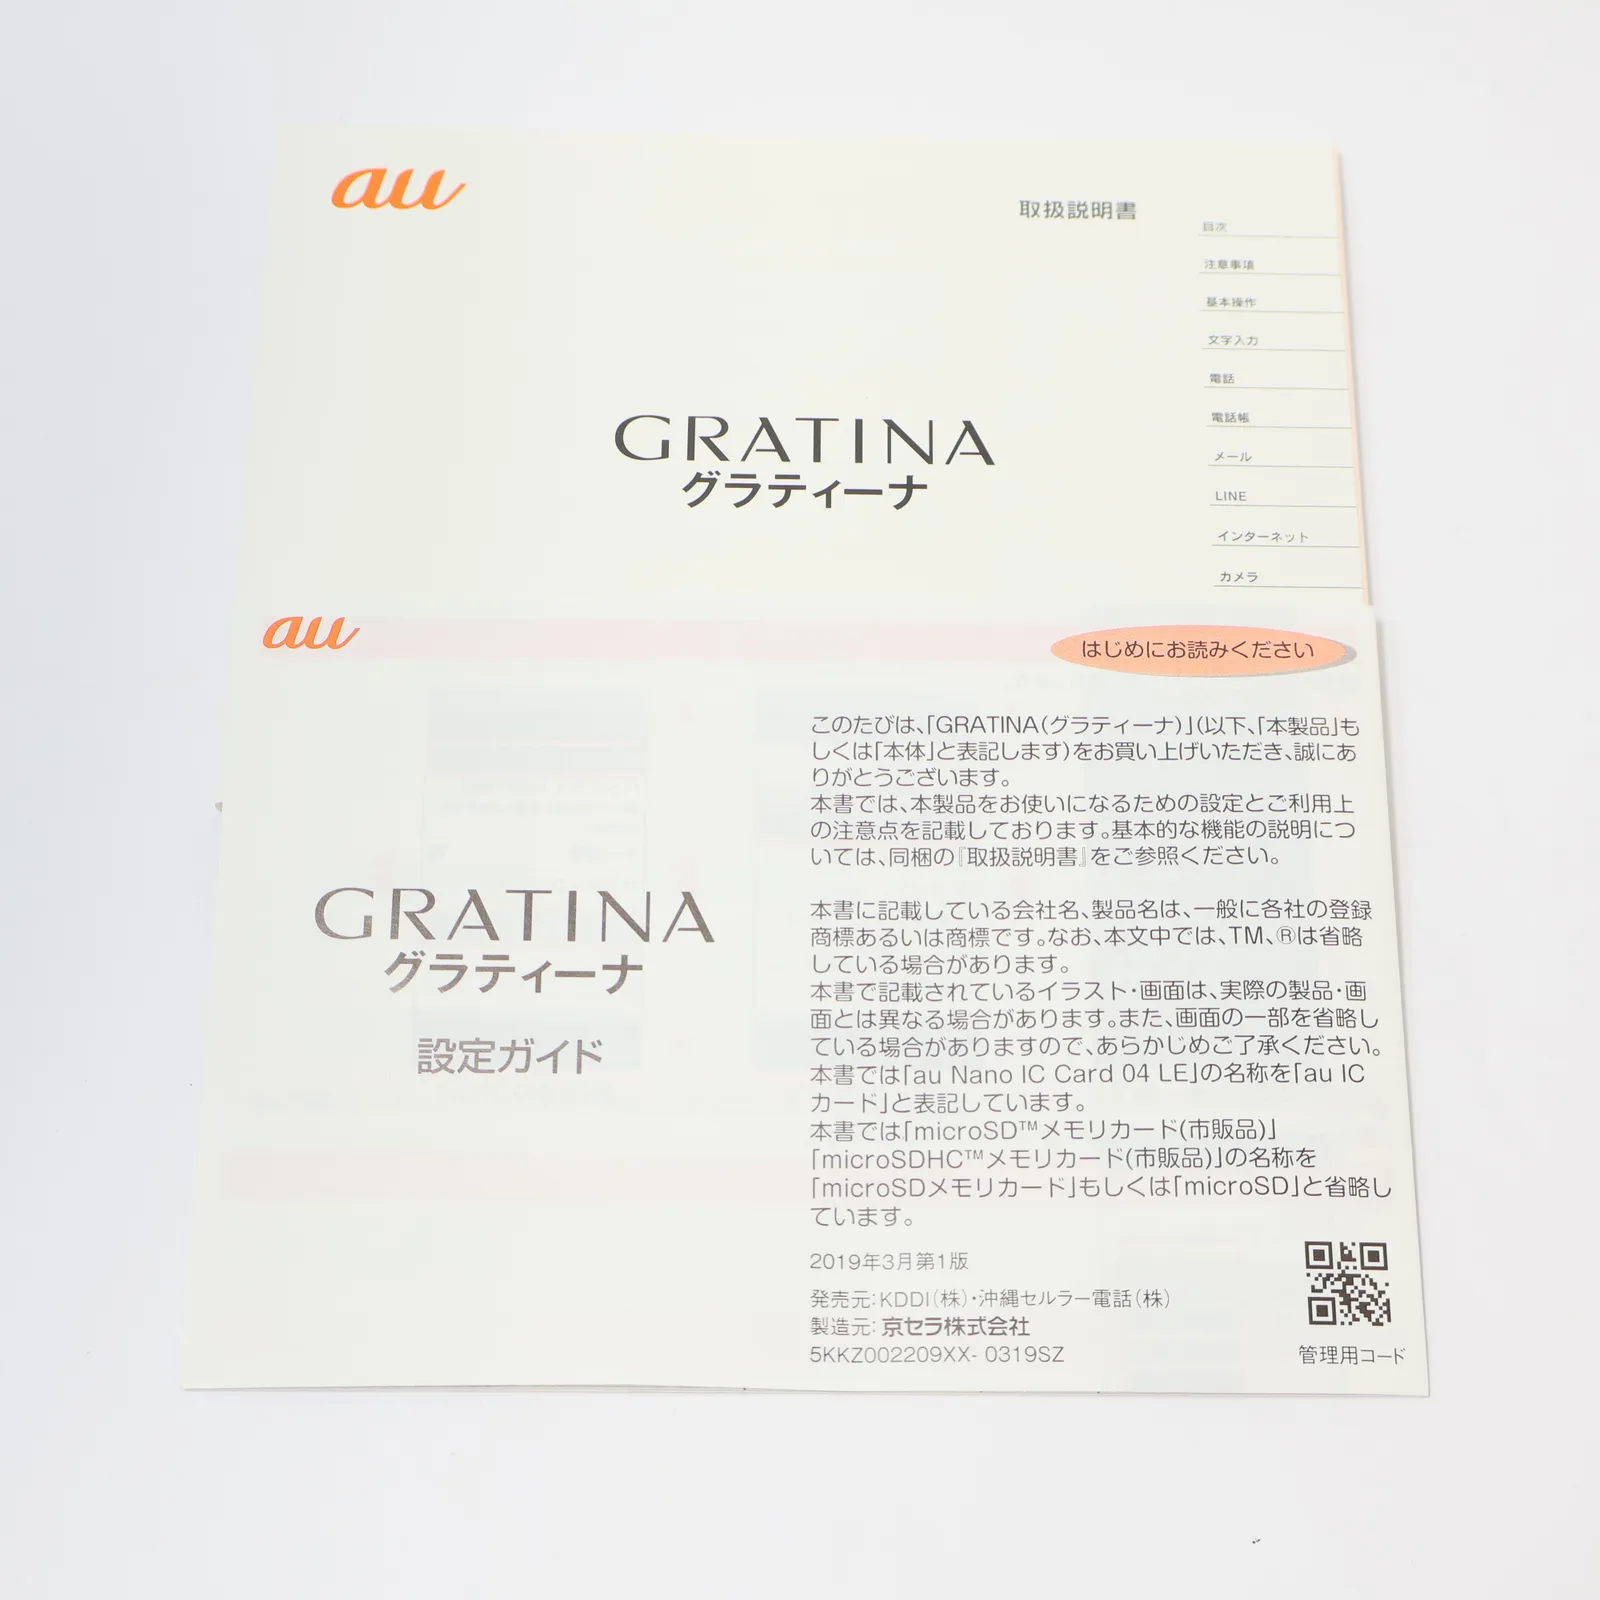 au
取扱説明書
目次
注意事項
基本操作
文字入力
電話
電話帳
メール
LINE
インターネット
カメラ
GRATINA
グラティーナ
au
はじめにお読みください
GRATINA
グラティーナ
設定ガイド
このたびは、「GRATINA(グラティーナ)」(以下、「本製品」も
しくは「本体」と表記します)をお買い上げいただき、誠にあ
りがとうございます。
本書では、本製品をお使いになるための設定とご利用上
の注意点を記載しております。基本的な機能の説明につ
いては、同梱の『取扱説明書』をご参照ください。
本書に記載している会社名、製品名は、一般に各社の登録
商標あるいは商標です。なお、本文中では、TM、®は省略
している場合があります。
本書で記載されているイラスト・画面は、実際の製品・画
面とは異なる場合があります。また、画面の一部を省略し
ている場合がありますので、あらかじめご了承ください。
本書では「au Nano IC Card 04 LE」の名称を「au IC
カード」と表記しています。
本書では「microSD™メモリカード(市販品)」
「microSDHC™メモリカード(市販品)」の名称を
「microSDメモリカード」もしくは「microSD」と省略し
ています。
2019年3月第1版
発売元:KDDI(株)・沖縄セルラー電話(株)
製造元:京セラ株式会社
5KKZ002209XX- 0319SZ
管理用コード